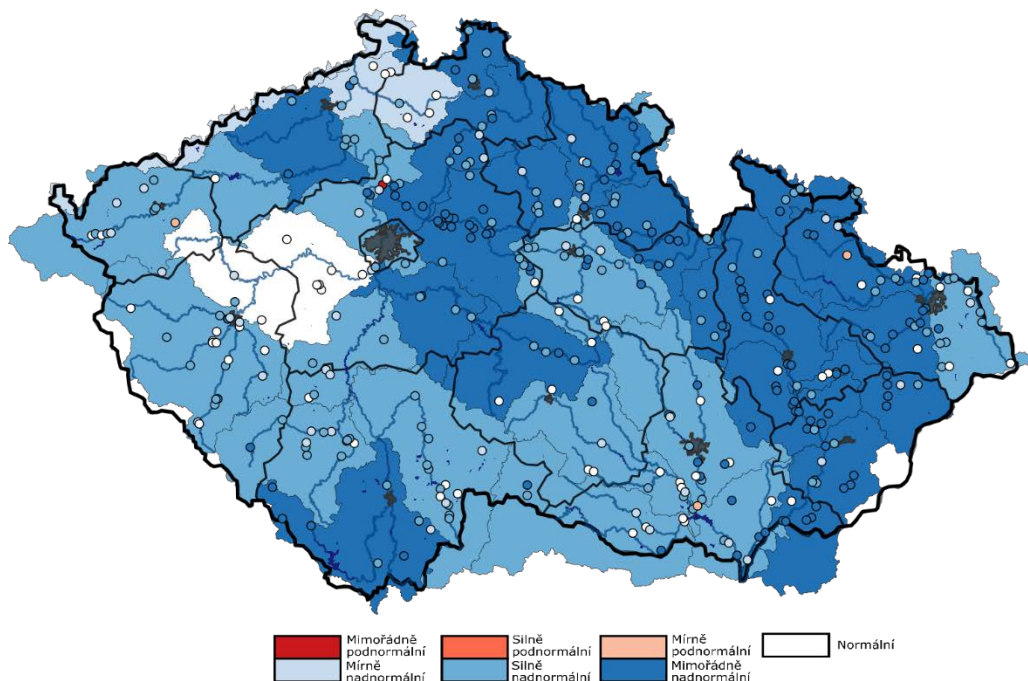 Mimořádně
podnormální
Silně
podnormální
Mírně
podnormální
Normální
Mírně
nadnormální
Silně
nadnormální
Mimořádně
nadnormální